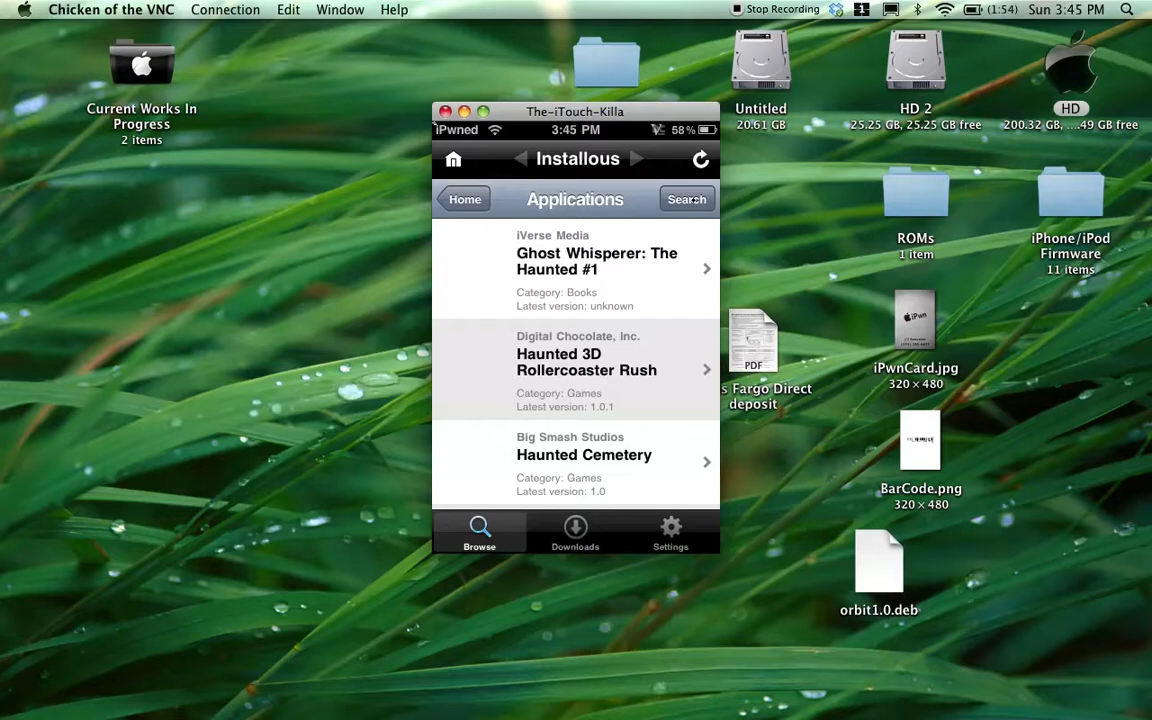 Chicken of the VNC Connection Edit Window Help Stop Recording 1 (1:54) Sun 3:45 PM
Current Works In
Progress
2 items
Untitled
20.61 GB
HD 2
25.25 GB, 25.25 GB free
HD
200.32 GB, ....49 GB free
The-iTouch-Killa
iPwned 3:45 PM 58%
Installous
Home Applications Search
iVerse Media
Ghost Whisperer: The
Haunted #1
Category: Books
Latest version: unknown
Digital Chocolate, Inc.
Haunted 3D
Rollercoaster Rush
Category: Games
Latest version: 1.0.1
Big Smash Studios
Haunted Cemetery
Category: Games
Latest version: 1.0
Browse Downloads Settings
ROMs
1 item
iPhone/iPod
Firmware
11 items
PDF
s Fargo Direct
deposit
iPwn
iPwnCard.jpg
320 × 480
BarCode.png
320 × 480
orbit1.0.deb